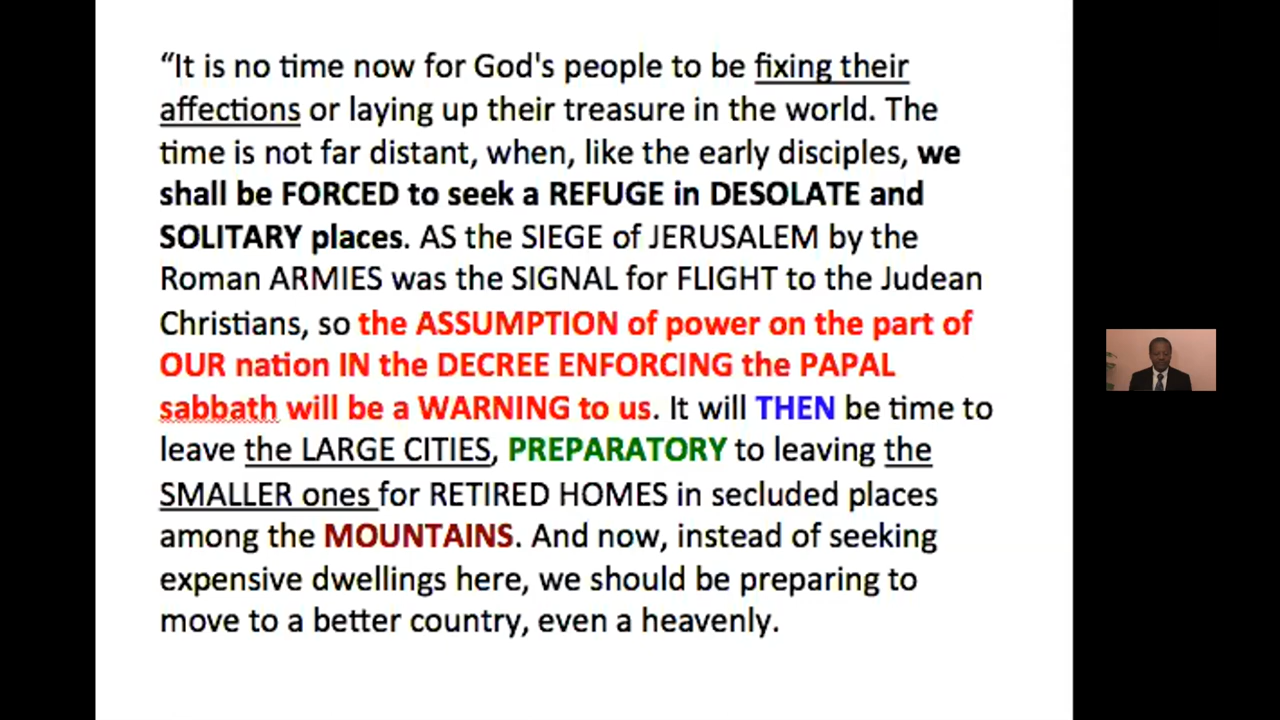 “It is no time now for God's people to be fixing their
affections or laying up their treasure in the world. The
time is not far distant, when, like the early disciples, we
shall be FORCED to seek a REFUGE in DESOLATE and
SOLITARY places. AS the SIEGE of JERUSALEM by the
Roman ARMIES was the SIGNAL for FLIGHT to the Judean
Christians, so the ASSUMPTION of power on the part of
OUR nation IN the DECREE ENFORCING the PAPAL
sabbath will be a WARNING to us. It will THEN be time to
leave the LARGE CITIES, PREPARATORY to leaving the
SMALLER ones for RETIRED HOMES in secluded places
among the MOUNTAINS. And now, instead of seeking
expensive dwellings here, we should be preparing to
move to a better country, even a heavenly.